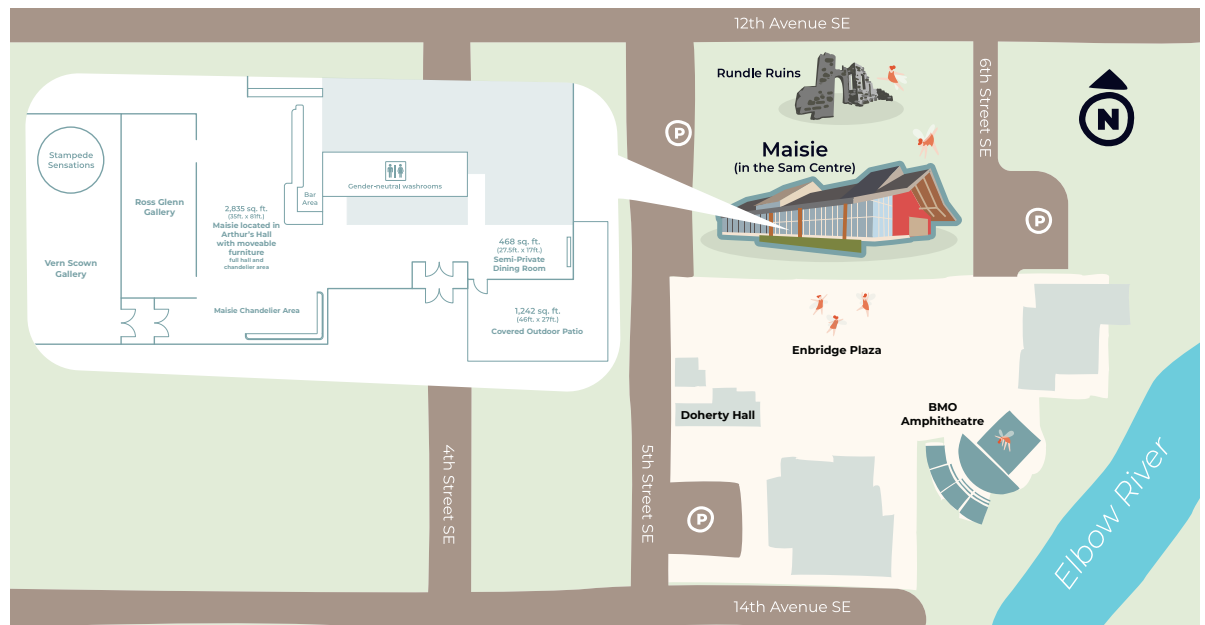 12th Avenue SE
Rundle Ruins
6th Street SE
N
P
Maisie
(in the Sam Centre)
P
Stampede
Sensations
Ross Glenn
Gallery
Vern Scown
Gallery
Bar
Area
Gender-neutral washrooms
2,835 sq. ft.
(35ft. x 81ft.)
Maisie located in
Arthur's Hall
with moveable
furniture
full hall and
chandelier area
Maisie Chandelier Area
468 sq. ft.
(27.5ft. x 17ft.)
Semi-Private
Dining Room
1,242 sq. ft.
(46ft. x 27ft.)
Covered Outdoor Patio
Enbridge Plaza
Doherty Hall
BMO
Amphitheatre
4th Street SE
5th Street SE
P
Elbow River
14th Avenue SE